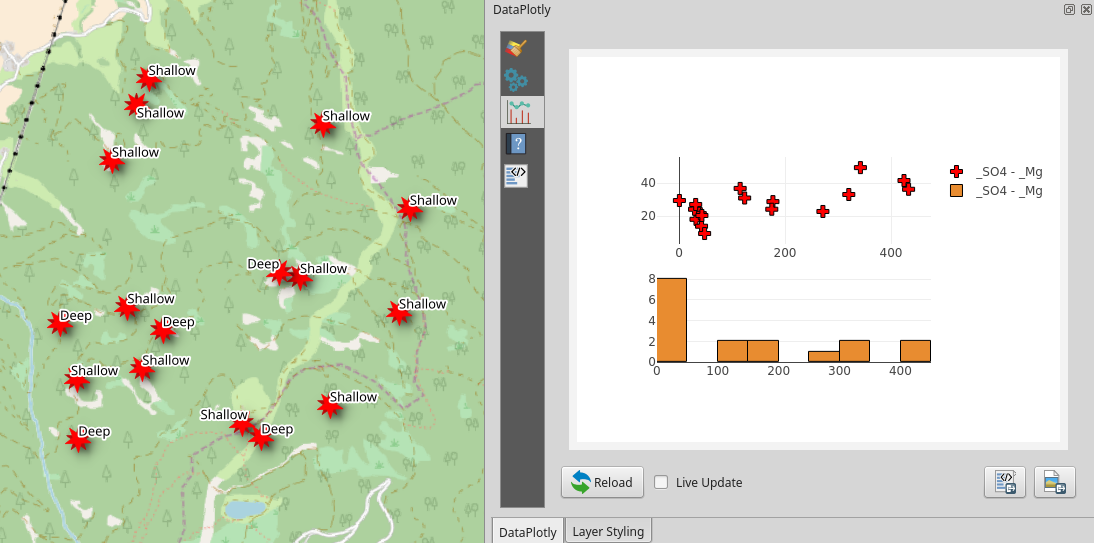 DataPlotly
Shallow
Shallow
Shallow
Shallow
Shallow
Deep
Shallow
Shallow
Deep
Deep
Shallow
Shallow
Shallow
Deep
Shallow
Shallow
Deep
40
20
0 200 400
_SO4 - _Mg
_SO4 - _Mg
8
6
4
2
0
0 100 200 300 400
Reload
Live Update
DataPlotly
Layer Styling